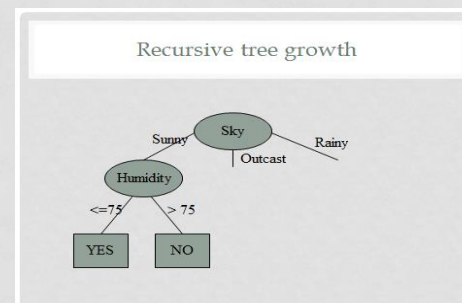 Recursive tree growth
Sky
Sunny
Rainy
Outcast
Humidity
<=75
> 75
YES
NO